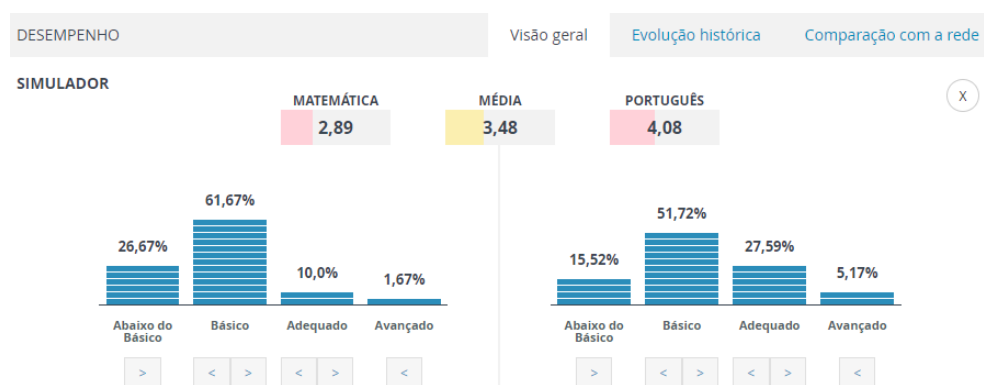 DESEMPENHO
Visão geral
Evolução histórica
Comparação com a rede
SIMULADOR
X
MATEMÁTICA
MÉDIA
PORTUGUÊS
2,89
3,48
4,08
26,67%
61,67%
10,0%
1,67%
Abaixo do
Básico
Básico
Adequado
Avançado
>
< >
< >
<
15,52%
51,72%
27,59%
5,17%
Abaixo do
Básico
Básico
Adequado
Avançado
>
< >
< >
<